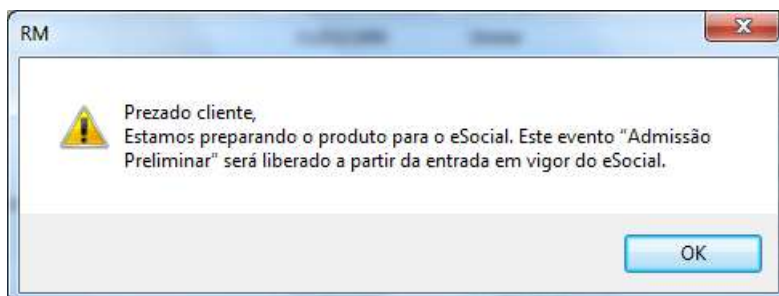 RM
Prezado cliente,
Estamos preparando o produto para o eSocial. Este evento “Admissão
Preliminar” será liberado a partir da entrada em vigor do eSocial.
OK